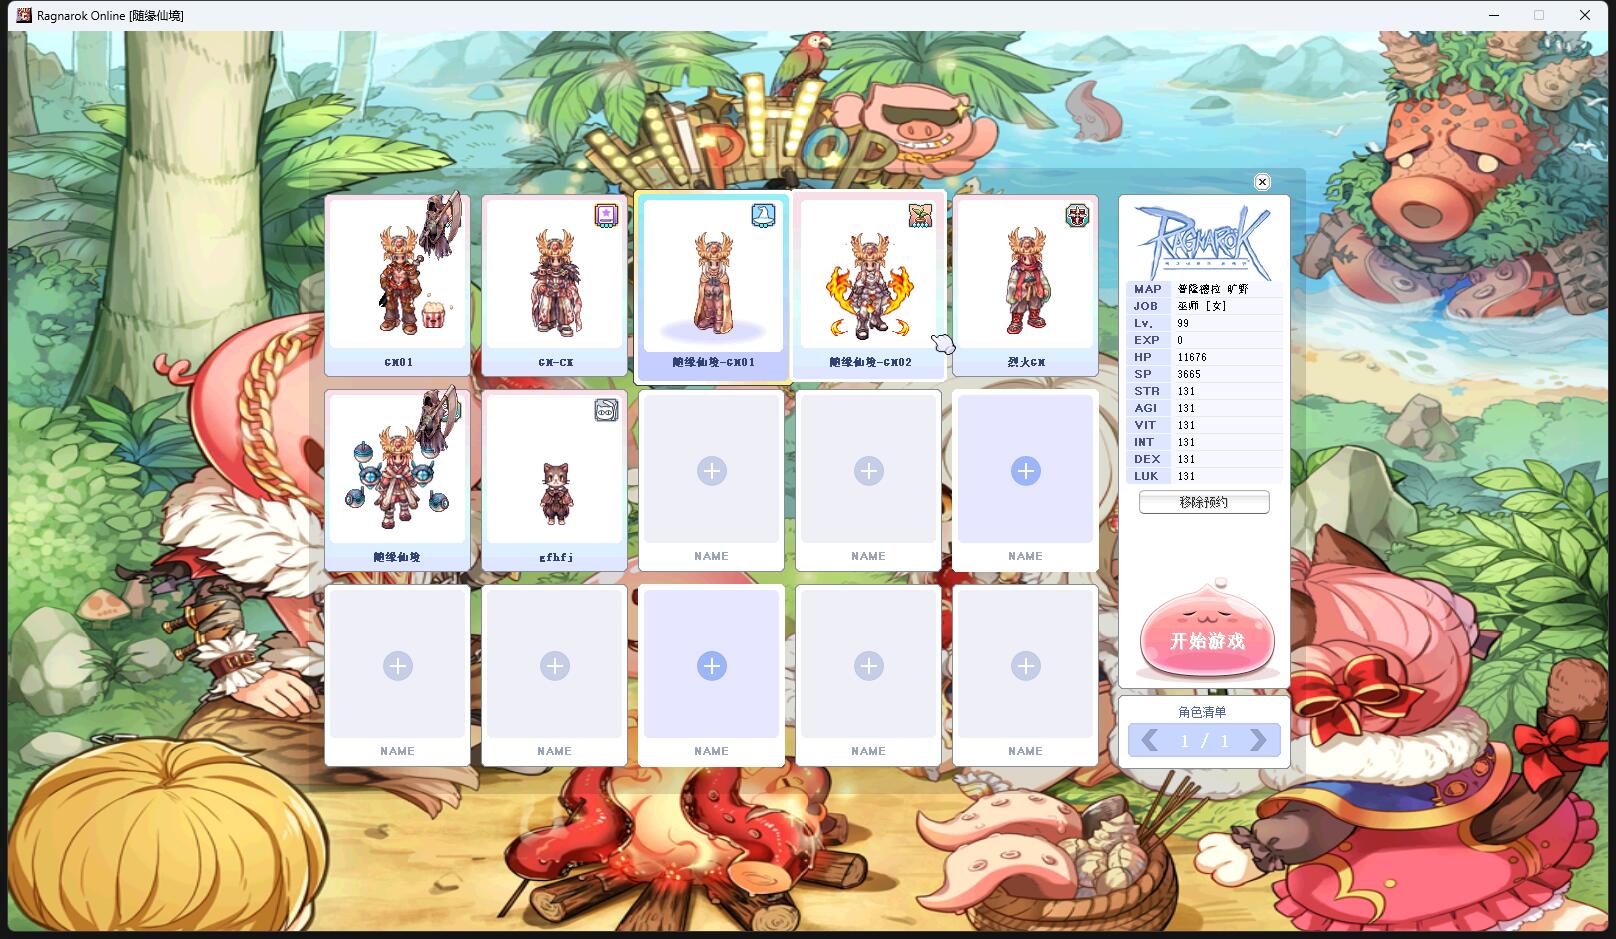 Ragnarok Online [随缘仙境]
HIPHOP
GM01
GM-CK
随缘仙境-GM01
随缘仙境-GM02
烈火GM
随缘仙境
gfhfj
NAME
NAME
NAME
NAME
NAME
NAME
NAME
NAME
RAGNAROK
MAP 普隆德拉 旷野
JOB 巫师 [女]
Lv. 99
EXP 0
HP 11676
SP 3665
STR 131
AGI 131
VIT 131
INT 131
DEX 131
LUK 131
移除预约
开始游戏
角色清单
1 / 1